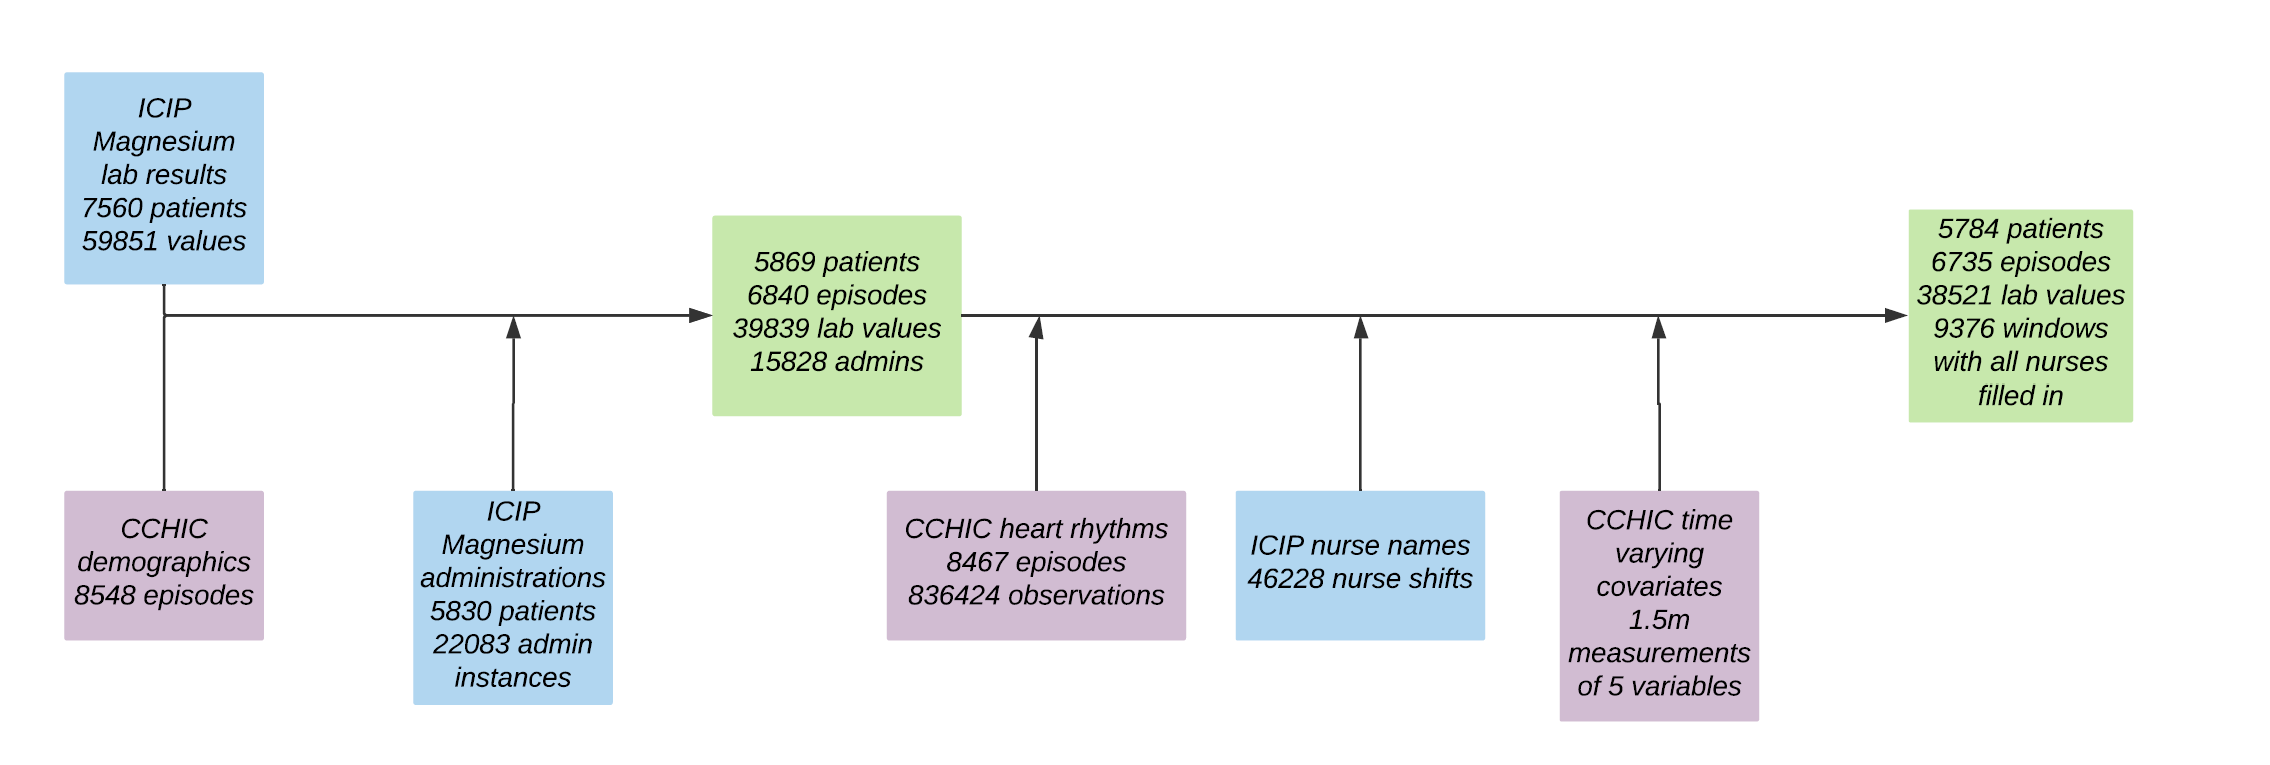 ICIP
Magnesium
lab results
7560 patients
59851 values
CCHIC
demographics
8548 episodes
ICIP
Magnesium
administrations
5830 patients
22083 admin
instances
5869 patients
6840 episodes
39839 lab values
15828 admins
CCHIC heart rhythms
8467 episodes
836424 observations
ICIP nurse names
46228 nurse shifts
CCHIC time
varying
covariates
1.5m
measurements
of 5 variables
5784 patients
6735 episodes
38521 lab values
9376 windows
with all nurses
filled in